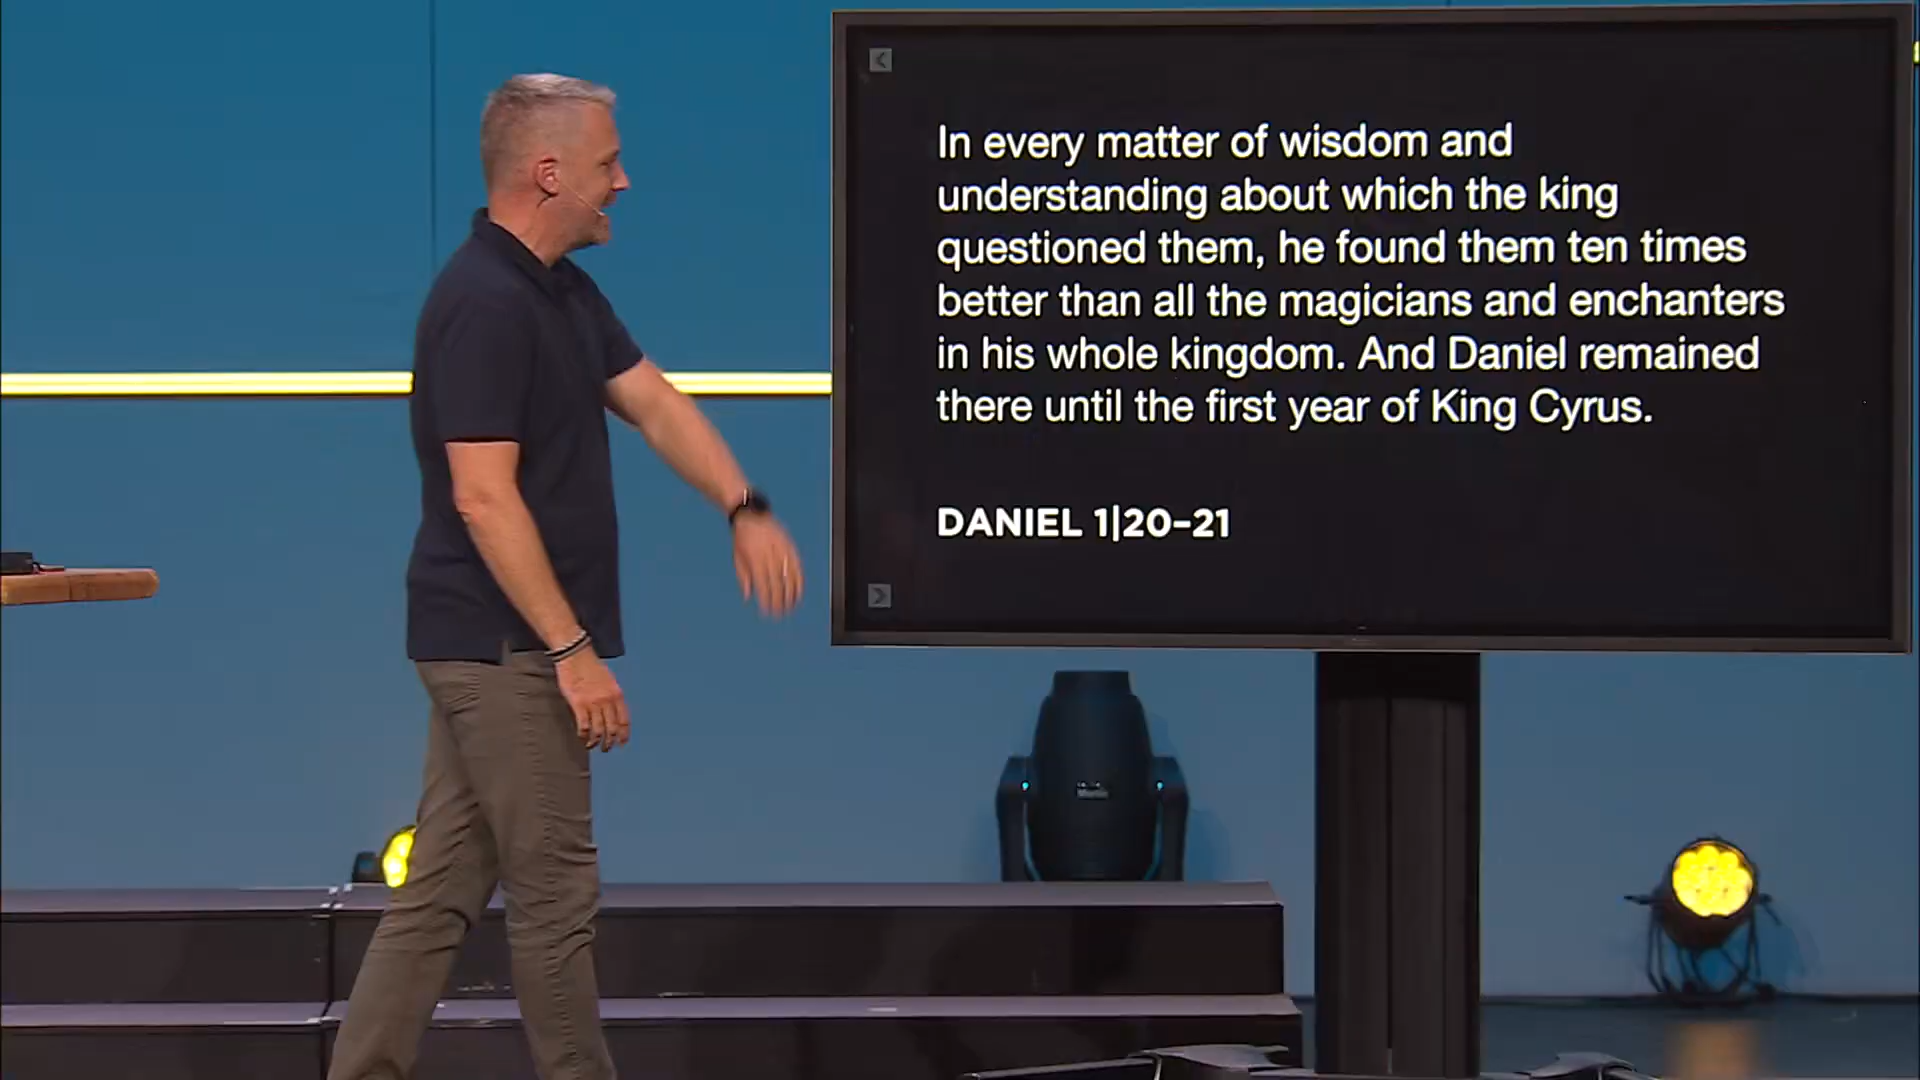 In every matter of wisdom and
understanding about which the king
questioned them, he found them ten times
better than all the magicians and enchanters
in his whole kingdom. And Daniel remained
there until the first year of King Cyrus.
DANIEL 1|20–21
Martin